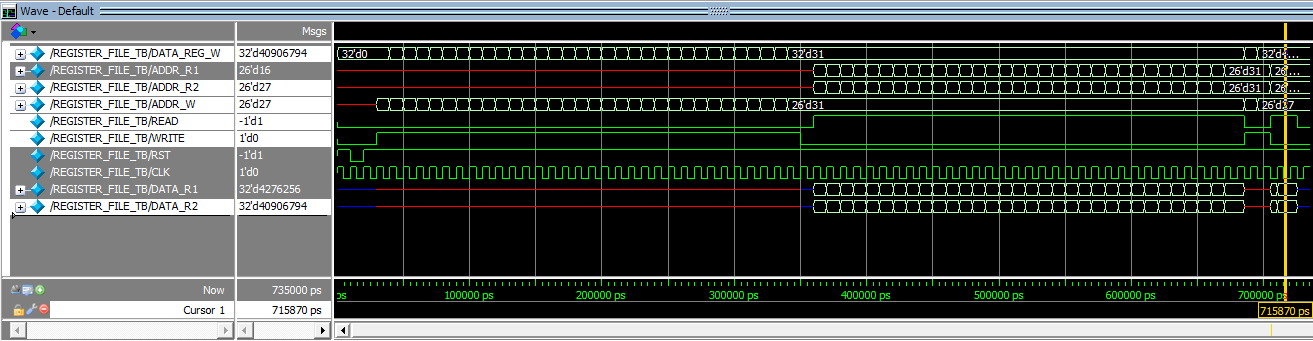 Wave - Default
Msgs
/REGISTER_FILE_TB/DATA_REG_W 32'd40906794 32'd0 32'd31 32'd4...
/REGISTER_FILE_TB/ADDR_R1 26'd16 26'd31 26'...
/REGISTER_FILE_TB/ADDR_R2 26'd27 26'd31 26'...
/REGISTER_FILE_TB/ADDR_W 26'd27 26'd31 26'd27
/REGISTER_FILE_TB/READ -1'd1
/REGISTER_FILE_TB/WRITE 1'd0
/REGISTER_FILE_TB/RST -1'd1
/REGISTER_FILE_TB/CLK 1'd0
/REGISTER_FILE_TB/DATA_R1 32'd4276256
/REGISTER_FILE_TB/DATA_R2 32'd40906794
Now 735000 ps ps 100000 ps 200000 ps 300000 ps 400000 ps 500000 ps 600000 ps 700000 ps
Cursor 1 715870 ps 715870 ps